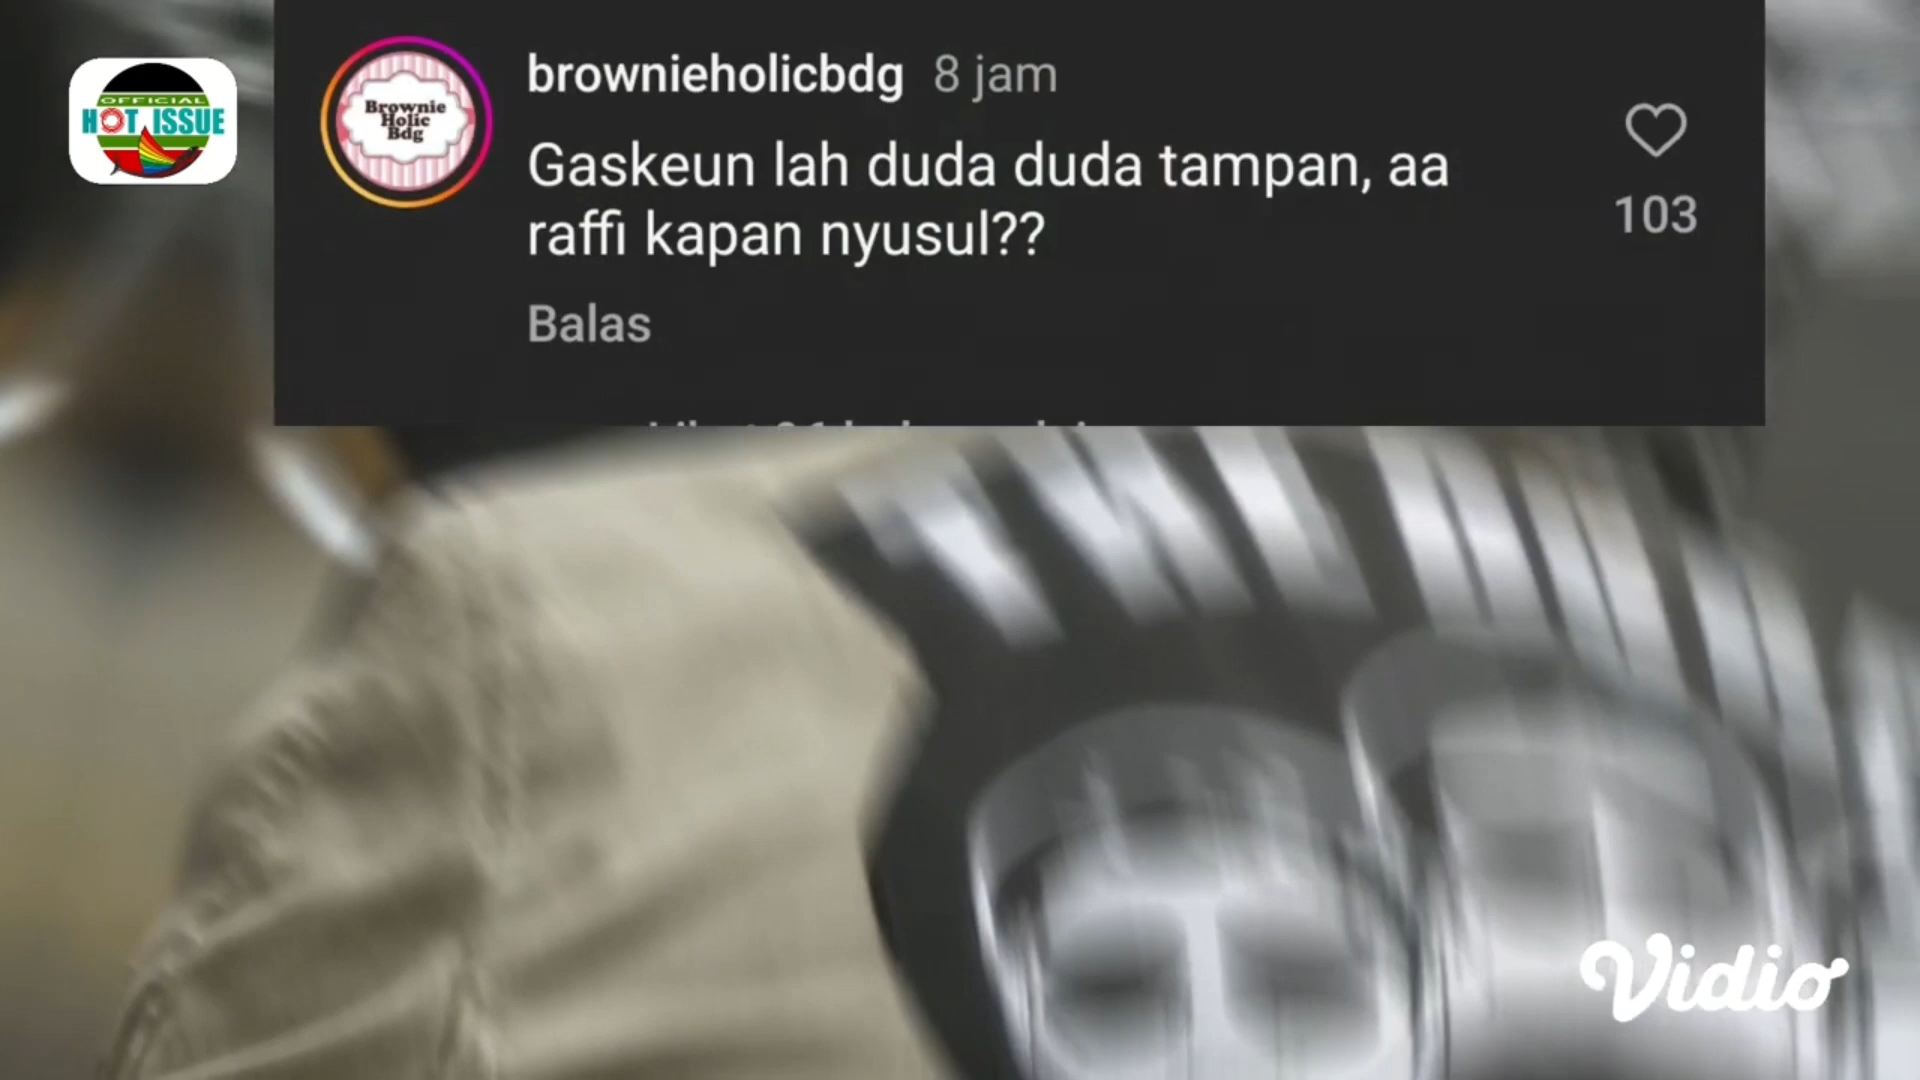 OFFICIAL
HOT ISSUE
Brownie
Holic
Bdg
brownieholicbdg 8 jam
Gaskeun lah duda duda tampan, aa
raffi kapan nyusul??
103
Balas
Vidio